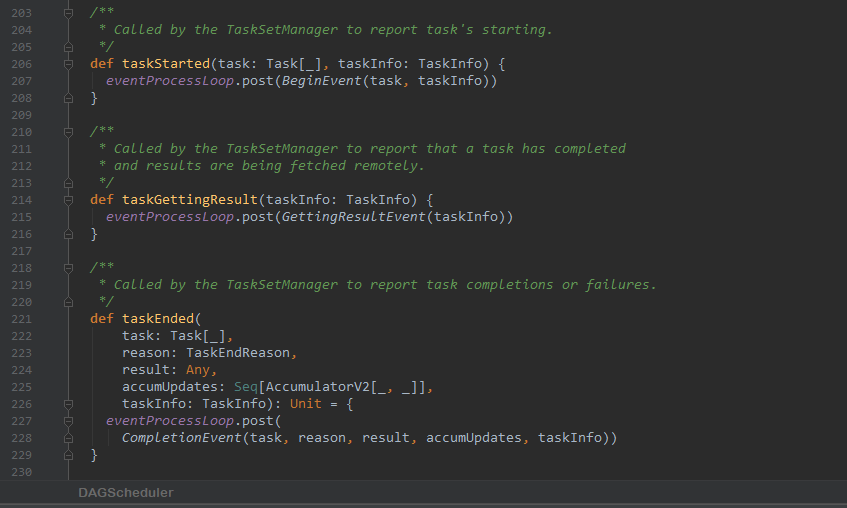 203 /**
204  * Called by the TaskSetManager to report task's starting.
205  */
206 def taskStarted(task: Task[_], taskInfo: TaskInfo) {
207   eventProcessLoop.post(BeginEvent(task, taskInfo))
208 }
209
210 /**
211  * Called by the TaskSetManager to report that a task has completed
212  * and results are being fetched remotely.
213  */
214 def taskGettingResult(taskInfo: TaskInfo) {
215   eventProcessLoop.post(GettingResultEvent(taskInfo))
216 }
217
218 /**
219  * Called by the TaskSetManager to report task completions or failures.
220  */
221 def taskEnded(
222     task: Task[_],
223     reason: TaskEndReason,
224     result: Any,
225     accumUpdates: Seq[AccumulatorV2[_, _]],
226     taskInfo: TaskInfo): Unit = {
227   eventProcessLoop.post(
228     CompletionEvent(task, reason, result, accumUpdates, taskInfo))
229 }
230
DAGScheduler